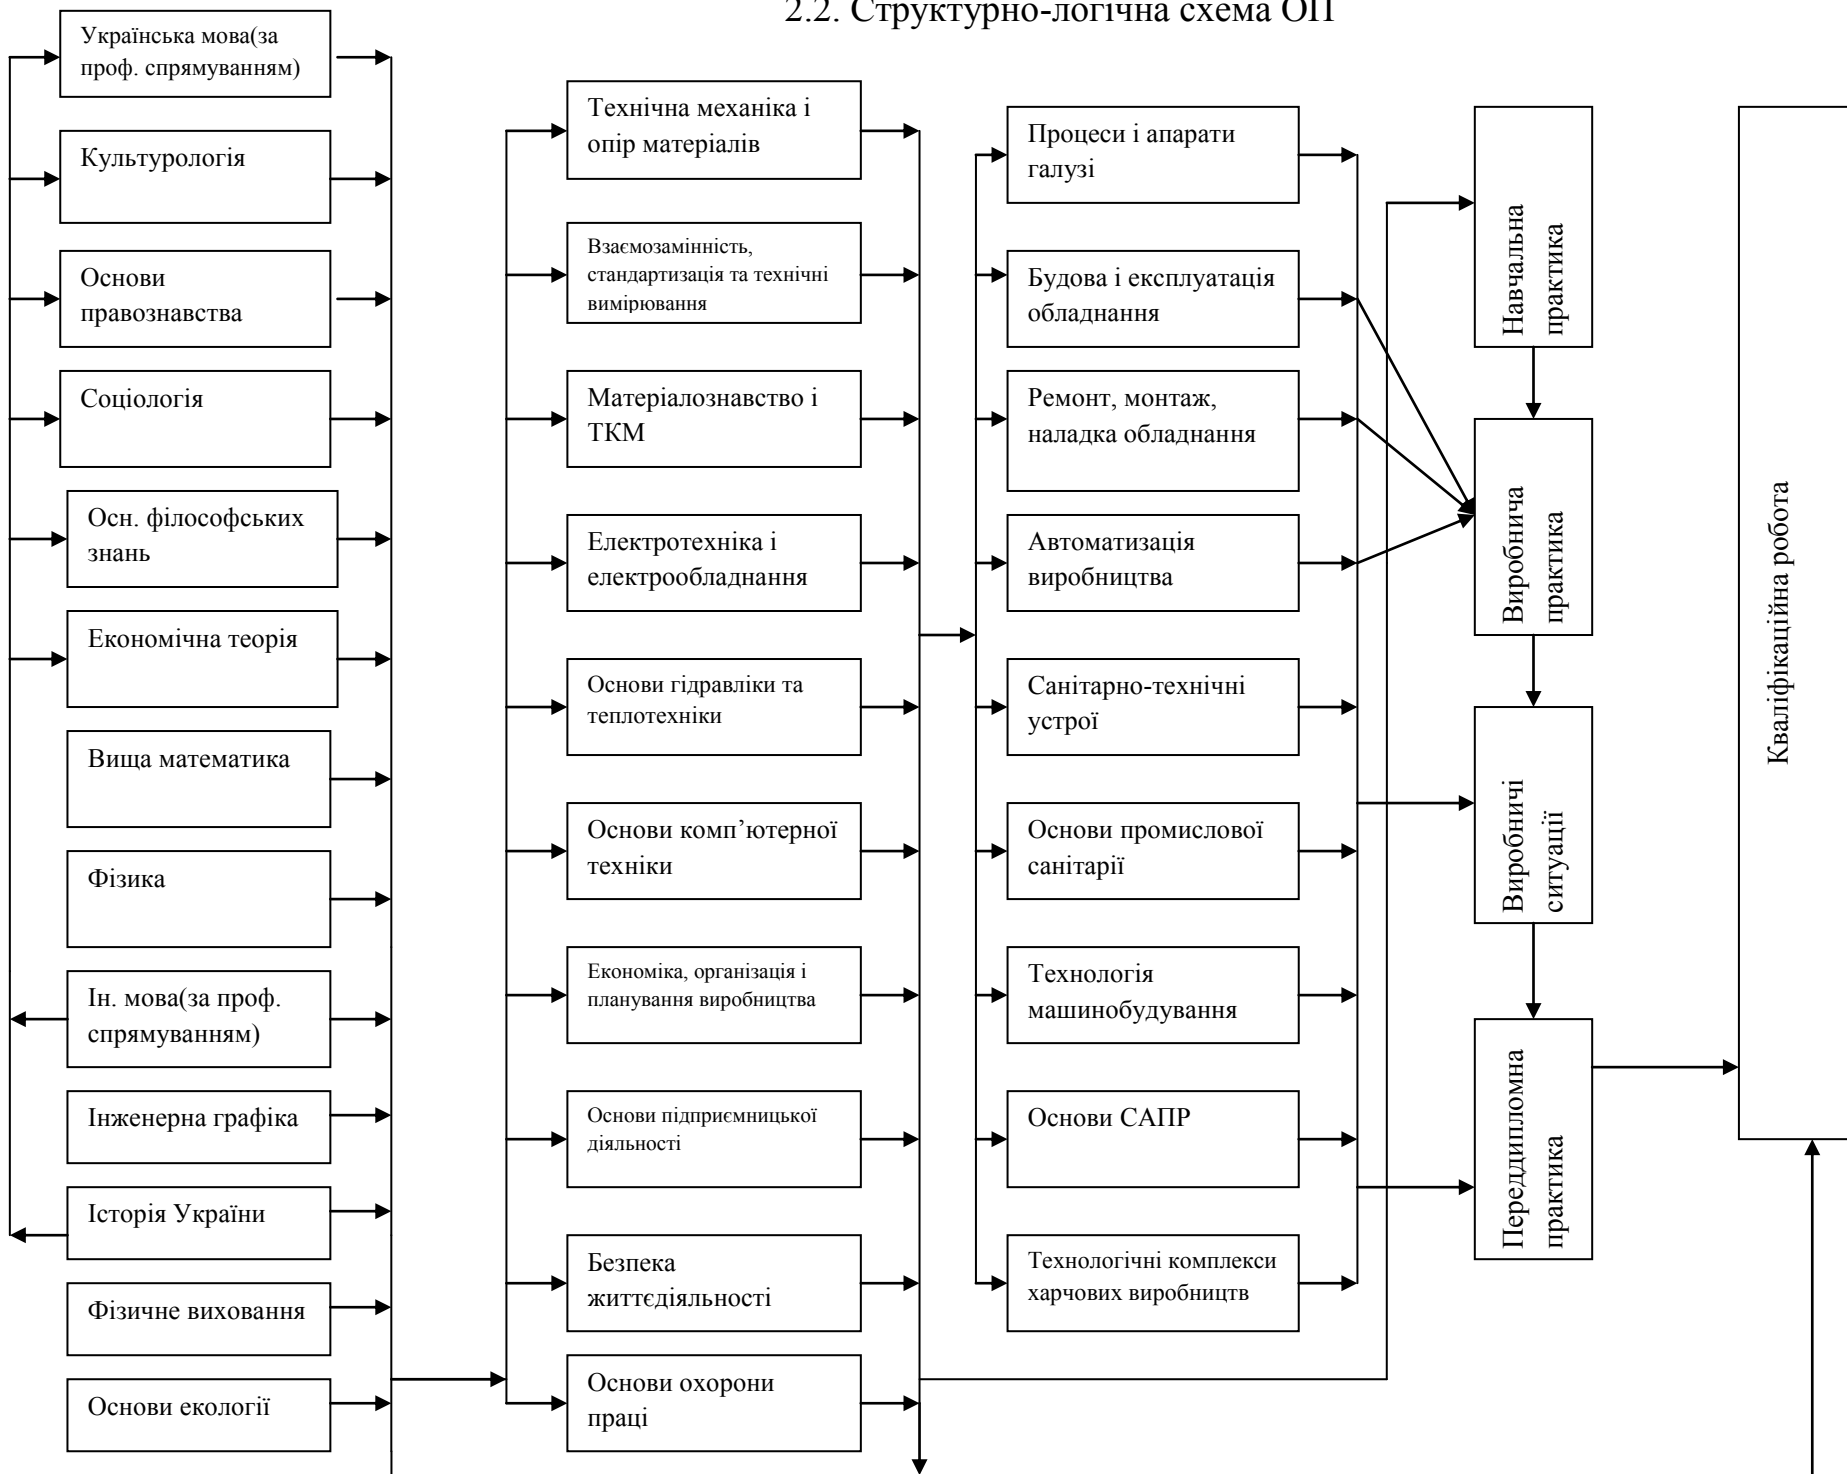 2.2. Структурно-логічна схема ОП
Українська мова(за
проф. спрямуванням)
Культурологія
Основи
правознавства
Соціологія
Осн. філософських
знань
Економічна теорія
Вища математика
Фізика
Ін. мова(за проф.
спрямуванням)
Інженерна графіка
Історія України
Фізичне виховання
Основи екології
Технічна механіка і
опір матеріалів
Взаємозамінність,
стандартизація та технічні
вимірювання
Матеріалознавство і
ТКМ
Електротехніка і
електрообладнання
Основи гідравліки та
теплотехніки
Основи комп’ютерної
техніки
Економіка, організація і
планування виробництва
Основи підприємницької
діяльності
Безпека
життєдіяльності
Основи охорони
праці
Процеси і апарати
галузі
Будова і експлуатація
обладнання
Ремонт, монтаж,
наладка обладнання
Автоматизація
виробництва
Санітарно-технічні
устрої
Основи промислової
санітарії
Технологія
машинобудування
Основи САПР
Технологічні комплекси
харчових виробництв
Навчальна
практика
Виробнича
практика
Виробничі
ситуації
Переддипломна
практика
Кваліфікаційна робота